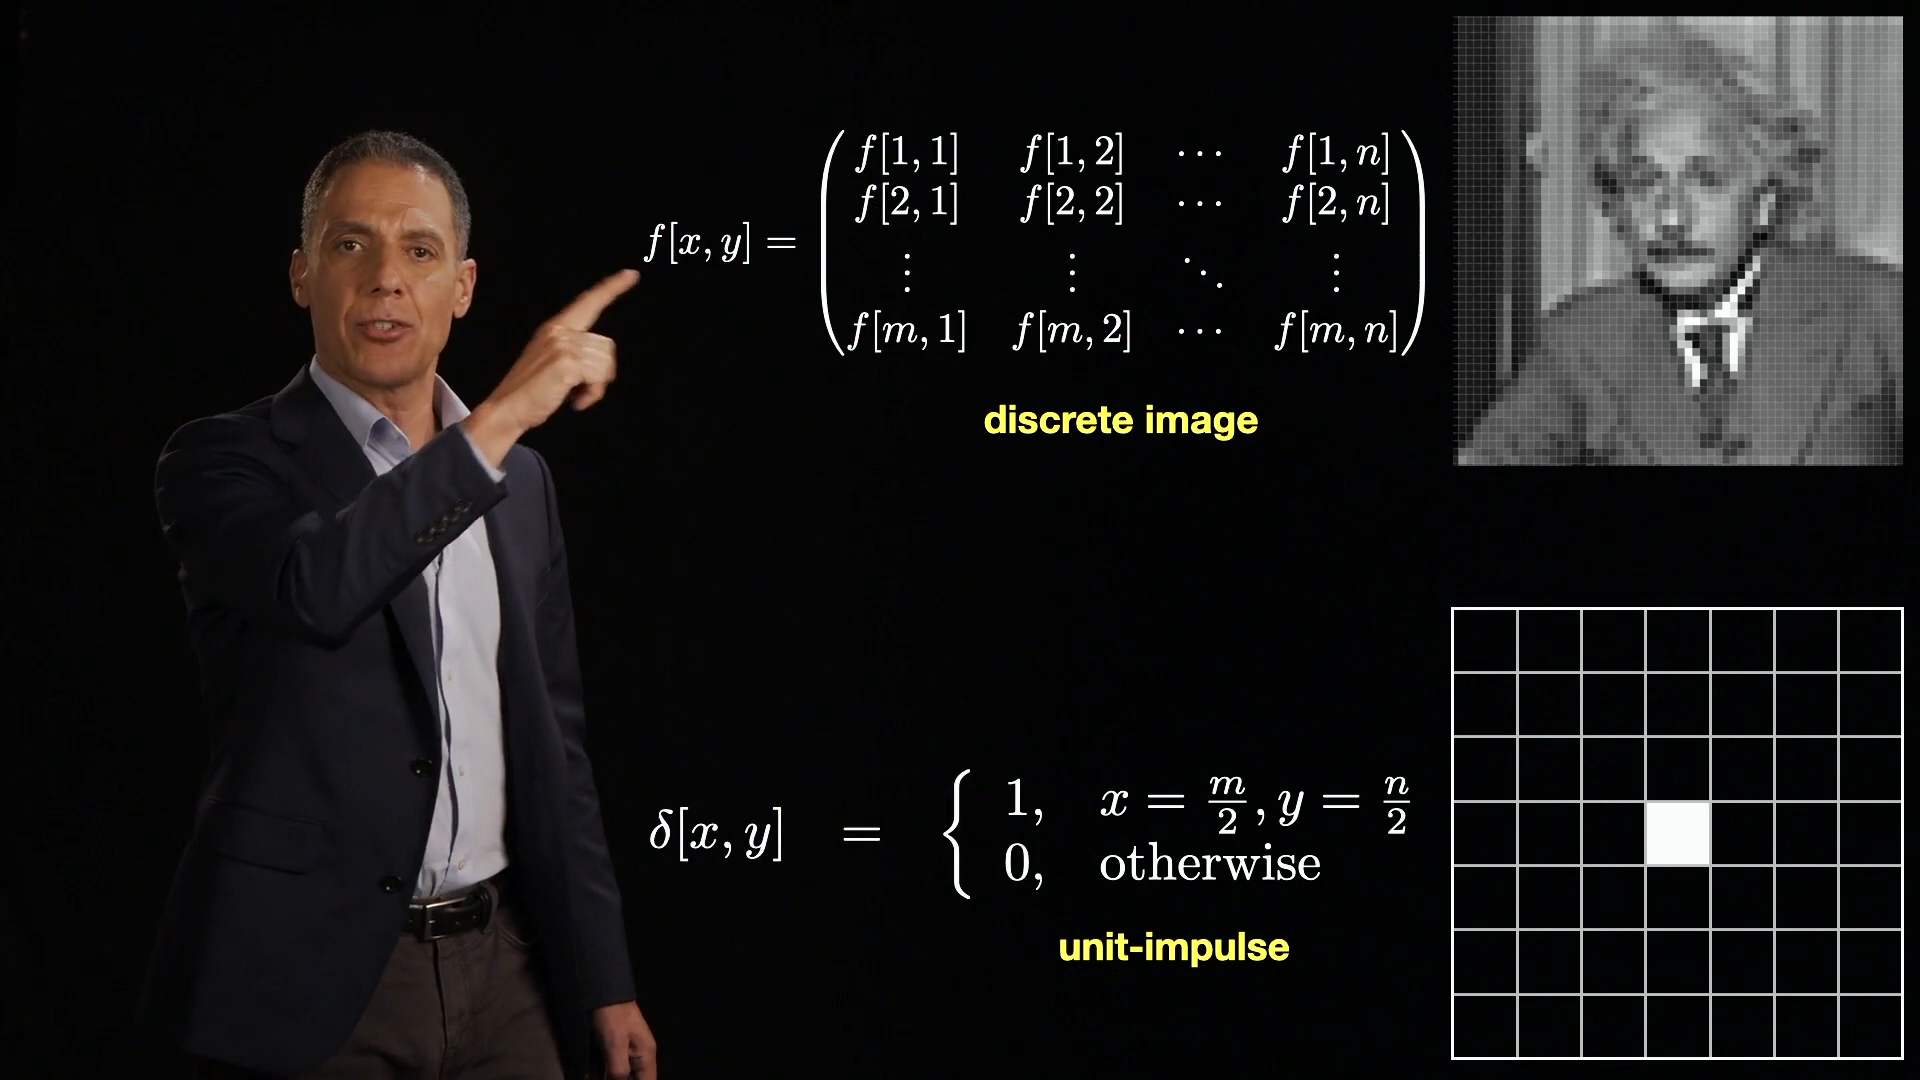 f[x, y] =
f[1, 1] f[1, 2] ⋯ f[1, n]
f[2, 1] f[2, 2] ⋯ f[2, n]
⋮ ⋮ ⋱ ⋮
f[m, 1] f[m, 2] ⋯ f[m, n]
discrete image
δ[x, y] = {
1, x = m/2, y = n/2
0, otherwise
unit-impulse